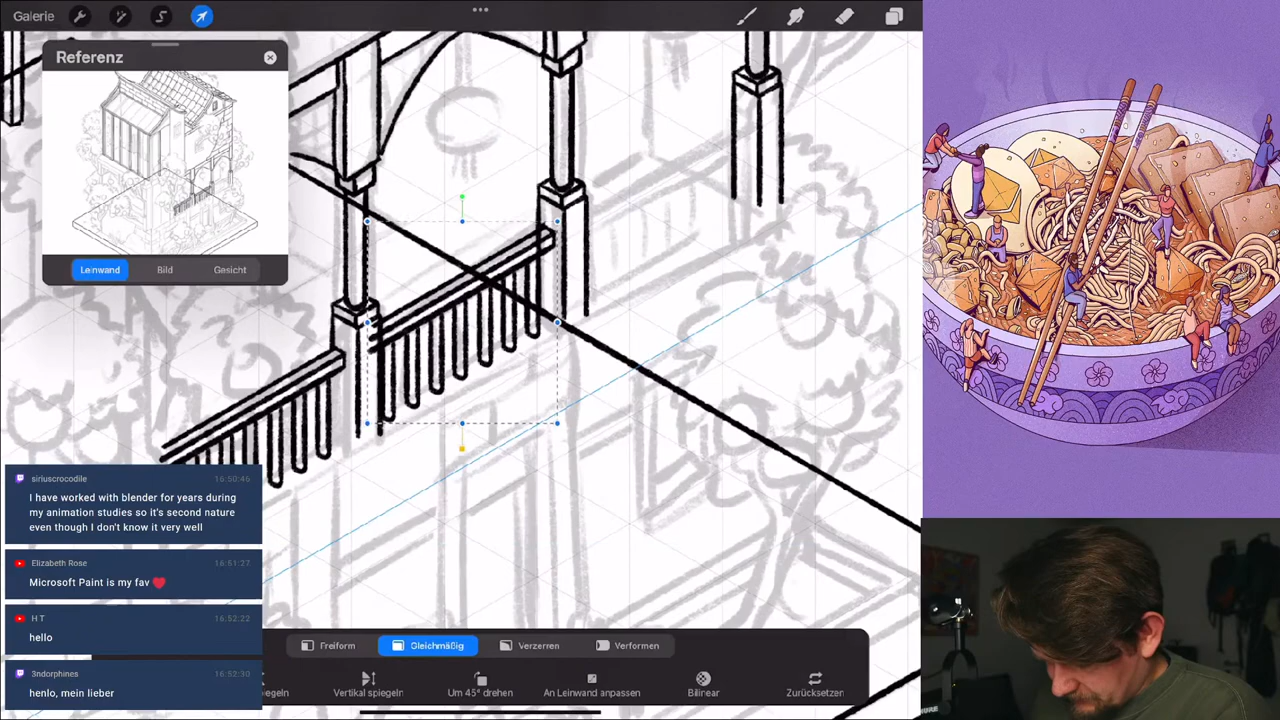 Galerie
Referenz
Leinwand
Bild
Gesicht
siriuscrocodile 16:50:46
I have worked with blender for years during
my animation studies so it's second nature
even though I don't know it very well
Elizabeth Rose 16:51:27
Microsoft Paint is my fav ❤️
H T 16:52:22
hello
3ndorphines 16:52:30
henlo, mein lieber
Freiform
Gleichmäßig
Verzerren
Verformen
Vertikal spiegeln
Um 45° drehen
An Leinwand anpassen
Bilinear
Zurücksetzen